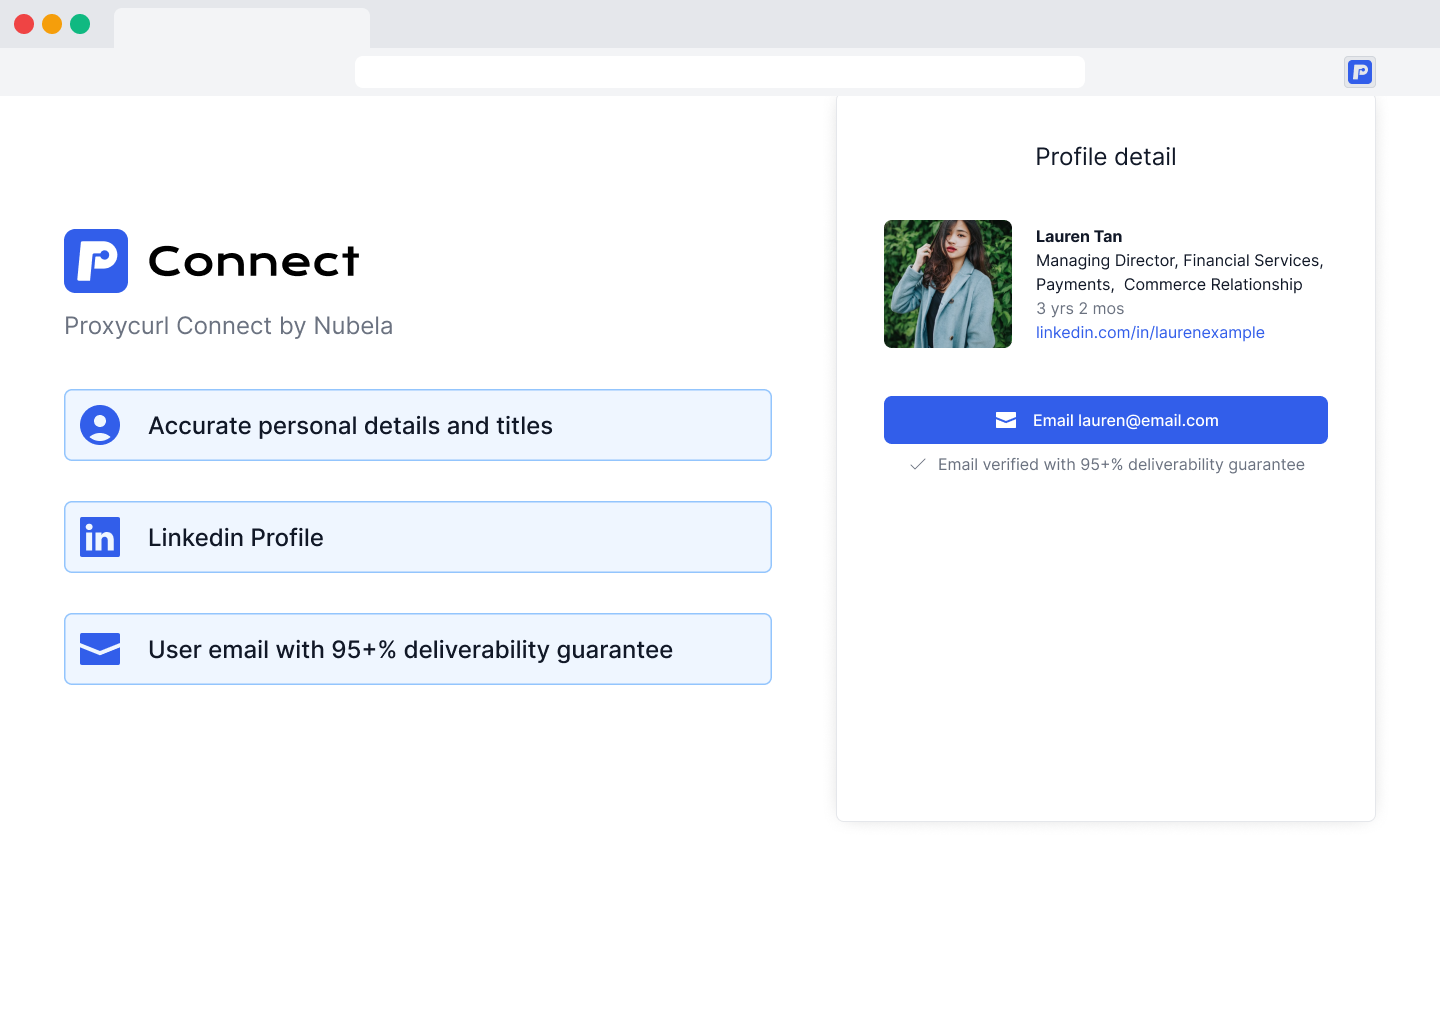 Connect
Proxycurl Connect by Nubela
Accurate personal details and titles
Linkedin Profile
User email with 95+% deliverability guarantee
Profile detail
Lauren Tan
Managing Director, Financial Services,
Payments,  Commerce Relationship
3 yrs 2 mos
linkedin.com/in/laurenexample
Email lauren@email.com
Email verified with 95+% deliverability guarantee